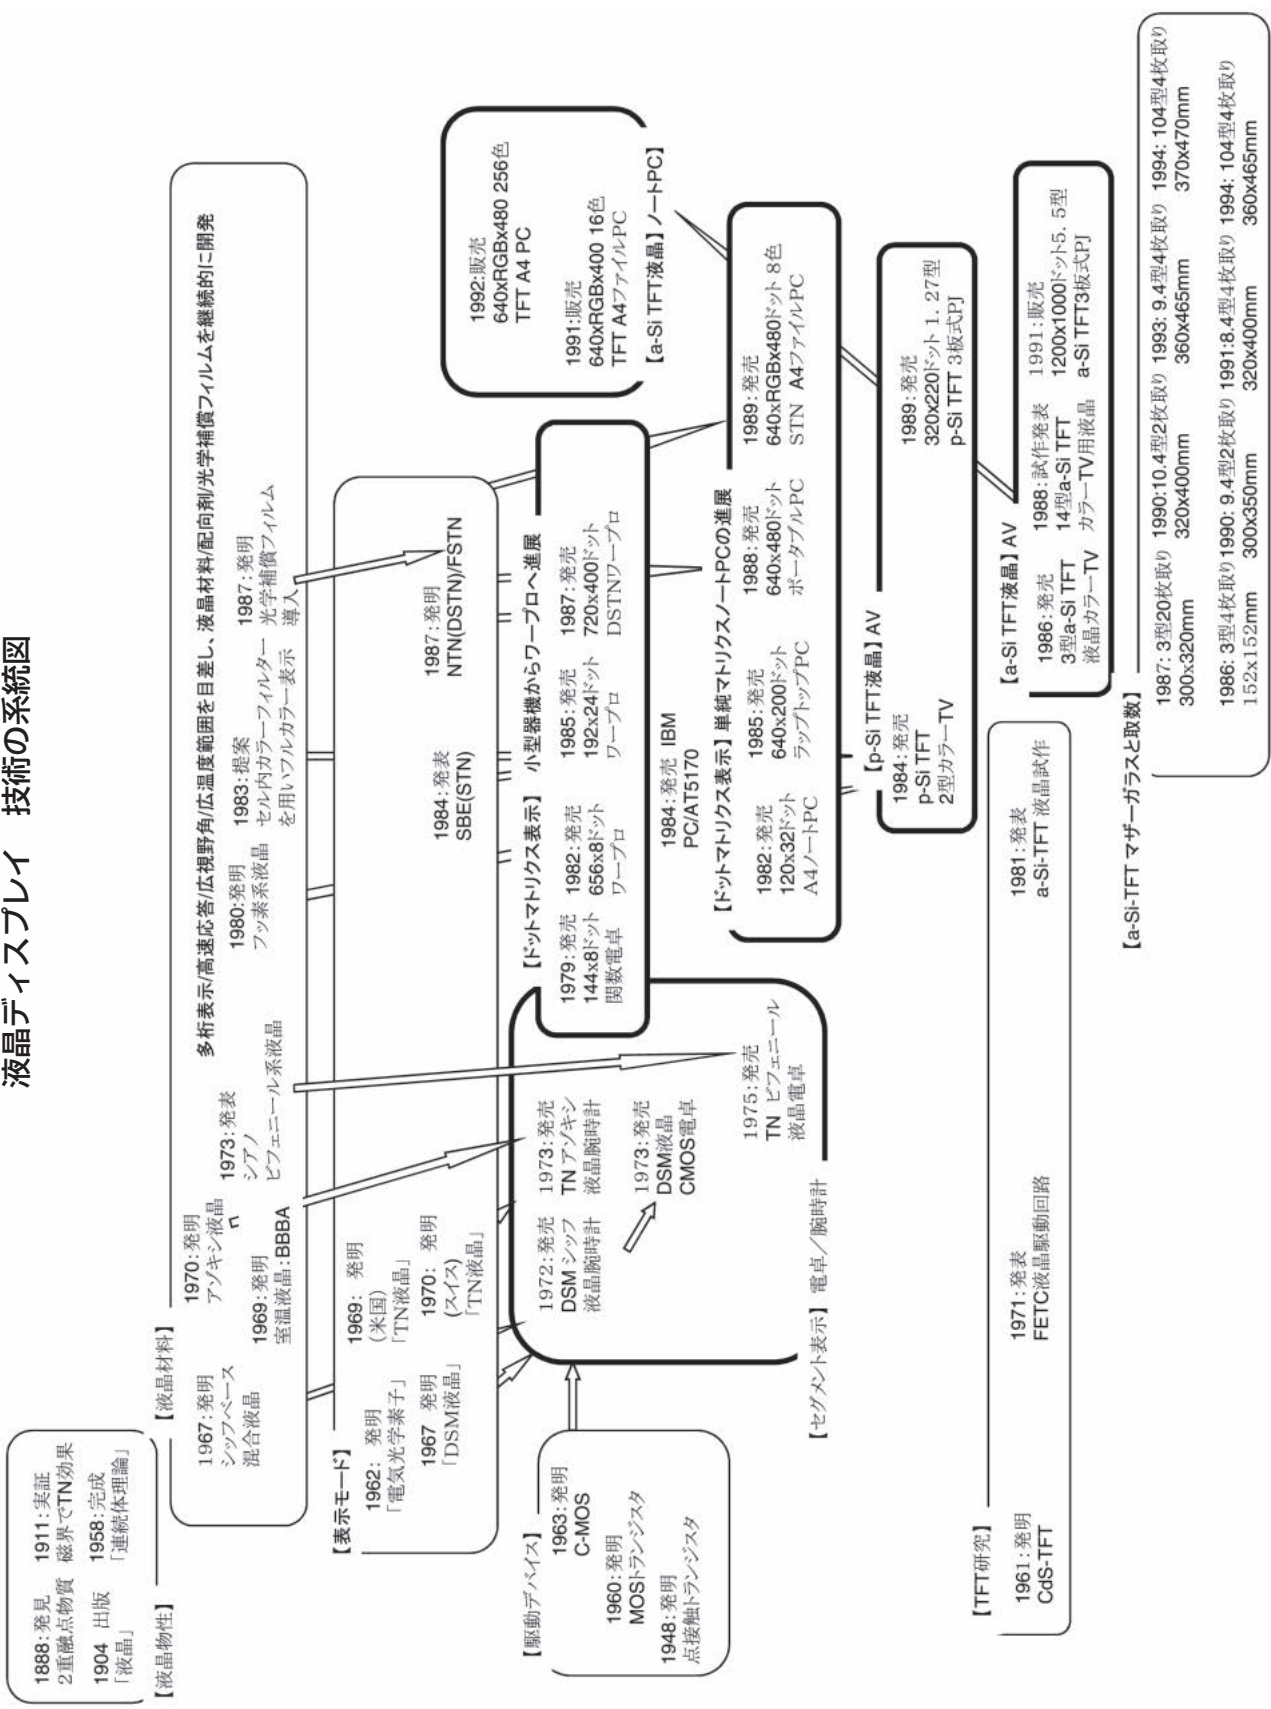 液晶ディスプレイ 技術の系統図
1888:発見
2重融点物質
1904 出版
「液晶」
1911:実証
磁界でTN効果
1958:完成
「連続体理論」
【液晶物性】
【液晶材料】
多桁表示/高速応答/広視野角/広温度範囲を目差し、液晶材料/配向剤/光学補償フィルムを継続的に開発
1967:発明
シッフベース
混合液晶
1970:発明
アゾキシ液晶
1969:発明
室温液晶:BBBA
1973:発表
シアノ
ビフェニール系液晶
1980:発明
フッ素系液晶
1983:提案
セル内カラーフィルター
を用いフルカラー表示
1987:発明
光学補償フィルム
導入
【表示モード】
1962: 発明
「電気光学素子」
1967 発明
「DSM液晶」
1969: 発明
(米国)
「TN液晶」
1970: 発明
(スイス)
「TN液晶」
1984:発表
SBE(STN)
1987:発明
NTN(DSTN)/FSTN
【駆動デバイス】
1963:発明
C-MOS
1960:発明
MOSトランジスタ
1948:発明
点接触トランジスタ
1972:発売
DSM シッフ
液晶腕時計
1973:発売
TN アゾキシ
液晶腕時計
1973:発売
DSM液晶
CMOS電卓
1975:発売
TN ビフェニール
液晶電卓
【セグメント表示】 電卓/腕時計
【ドットマトリクス表示】 小型器機からワープロへ進展
1979:発売
144x8ドット
関数電卓
1982:発売
656x8ドット
ワープロ
1985:発売
192x24ドット
ワープロ
1987:発売
720x400ドット
DSTNワープロ
1984:発売 IBM
PC/AT5170
【ドットマトリクス表示】単純マトリクスノートPCの進展
1982:発売
120x32ドット
A4ノートPC
1985:発売
640x200ドット
ラップトップPC
1988:発売
640x480ドット
ポータブルPC
1989:発売
640xRGBx480ドット 8色
STN A4ファイルPC
1992:販売
640xRGBx480 256色
TFT A4 PC
1991:販売
640xRGBx400 16色
TFT A4ファイルPC
【a-Si TFT液晶】ノートPC】
【p-Si TFT液晶】AV
1984:発売
p-Si TFT
2型カラーTV
1989:発売
320x220ドット 1. 27型
p-Si TFT 3板式PJ
【a-Si TFT液晶】AV
1986:発売
3型a-Si TFT
液晶カラーTV
1988:試作発表
14型a-Si TFT
カラーTV用液晶
1991:販売
1200x1000ドット5. 5型
a-Si TFT3板式PJ
【TFT研究】
1961:発明
CdS-TFT
1971:発表
FETC液晶駆動回路
1981:発表
a-Si-TFT 液晶試作
【a-Si-TFT マザーガラスと取数】
1987: 3型20枚取り
300x320mm
1990:10.4型2枚取り
320x400mm
1993: 9.4型4枚取り
360x465mm
1994: 104型4枚取り
370x470mm
1986: 3型4枚取り
152x152mm
1990: 9.4型2枚取り
300x350mm
1991:8.4型4枚取り
320x400mm
1994: 104型4枚取り
360x465mm